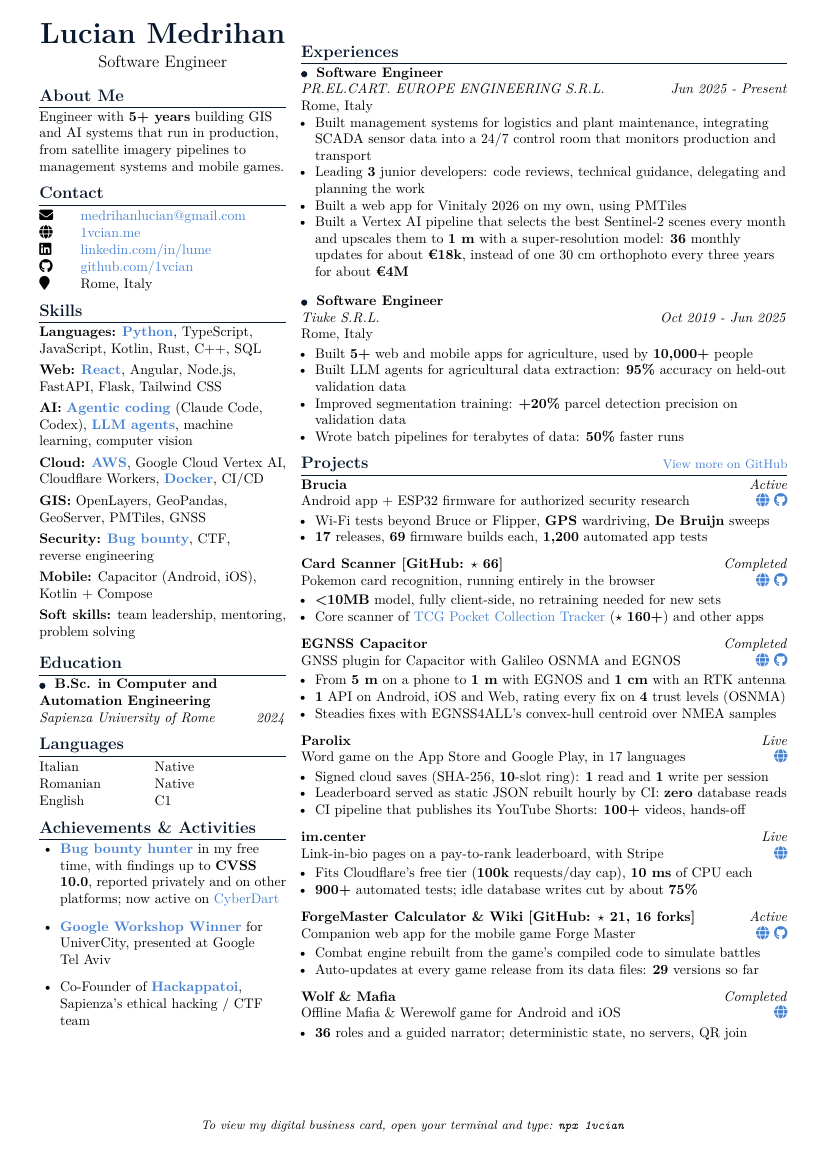 Lucian Medrihan
Software Engineer
About Me
Engineer with 5+ years building GIS
and AI systems that run in production,
from satellite imagery pipelines to
management systems and mobile games.
Contact
medrihanlucian@gmail.com
1vcian.me
linkedin.com/in/lume
github.com/1vcian
Rome, Italy
Skills
Languages: Python, TypeScript,
JavaScript, Kotlin, Rust, C++, SQL
Web: React, Angular, Node.js,
FastAPI, Flask, Tailwind CSS
AI: Agentic coding (Claude Code,
Codex), LLM agents, machine
learning, computer vision
Cloud: AWS, Google Cloud Vertex AI,
Cloudflare Workers, Docker, CI/CD
GIS: OpenLayers, GeoPandas,
GeoServer, PMTiles, GNSS
Security: Bug bounty, CTF,
reverse engineering
Mobile: Capacitor (Android, iOS),
Kotlin + Compose
Soft skills: team leadership, mentoring,
problem solving
Education
• B.Sc. in Computer and
Automation Engineering
Sapienza University of Rome 2024
Languages
Italian Native
Romanian Native
English C1
Achievements & Activities
• Bug bounty hunter in my free
time, with findings up to CVSS
10.0, reported privately and on other
platforms; now active on CyberDart
• Google Workshop Winner for
UniverCity, presented at Google
Tel Aviv
• Co-Founder of Hackappatoi,
Sapienza's ethical hacking / CTF
team
Experiences
• Software Engineer
PR.EL.CART. EUROPE ENGINEERING S.R.L. Jun 2025 - Present
Rome, Italy
• Built management systems for logistics and plant maintenance, integrating
SCADA sensor data into a 24/7 control room that monitors production and
transport
• Leading 3 junior developers: code reviews, technical guidance, delegating and
planning the work
• Built a web app for Vinitaly 2026 on my own, using PMTiles
• Built a Vertex AI pipeline that selects the best Sentinel-2 scenes every month
and upscales them to 1 m with a super-resolution model: 36 monthly
updates for about €18k, instead of one 30 cm orthophoto every three years
for about €4M
• Software Engineer
Tiuke S.R.L. Oct 2019 - Jun 2025
Rome, Italy
• Built 5+ web and mobile apps for agriculture, used by 10,000+ people
• Built LLM agents for agricultural data extraction: 95% accuracy on held-out
validation data
• Improved segmentation training: +20% parcel detection precision on
validation data
• Wrote batch pipelines for terabytes of data: 50% faster runs
Projects View more on GitHub
Brucia Active
Android app + ESP32 firmware for authorized security research
• Wi-Fi tests beyond Bruce or Flipper, GPS wardriving, De Bruijn sweeps
• 17 releases, 69 firmware builds each, 1,200 automated app tests
Card Scanner [GitHub: ⋆ 66] Completed
Pokemon card recognition, running entirely in the browser
• <10MB model, fully client-side, no retraining needed for new sets
• Core scanner of TCG Pocket Collection Tracker (⋆ 160+) and other apps
EGNSS Capacitor Completed
GNSS plugin for Capacitor with Galileo OSNMA and EGNOS
• From 5 m on a phone to 1 m with EGNOS and 1 cm with an RTK antenna
• 1 API on Android, iOS and Web, rating every fix on 4 trust levels (OSNMA)
• Steadies fixes with EGNSS4ALL's convex-hull centroid over NMEA samples
Parolix Live
Word game on the App Store and Google Play, in 17 languages
• Signed cloud saves (SHA-256, 10-slot ring): 1 read and 1 write per session
• Leaderboard served as static JSON rebuilt hourly by CI: zero database reads
• CI pipeline that publishes its YouTube Shorts: 100+ videos, hands-off
im.center Live
Link-in-bio pages on a pay-to-rank leaderboard, with Stripe
• Fits Cloudflare's free tier (100k requests/day cap), 10 ms of CPU each
• 900+ automated tests; idle database writes cut by about 75%
ForgeMaster Calculator & Wiki [GitHub: ⋆ 21, 16 forks] Active
Companion web app for the mobile game Forge Master
• Combat engine rebuilt from the game's compiled code to simulate battles
• Auto-updates at every game release from its data files: 29 versions so far
Wolf & Mafia Completed
Offline Mafia & Werewolf game for Android and iOS
• 36 roles and a guided narrator; deterministic state, no servers, QR join
To view my digital business card, open your terminal and type: npx 1vcian